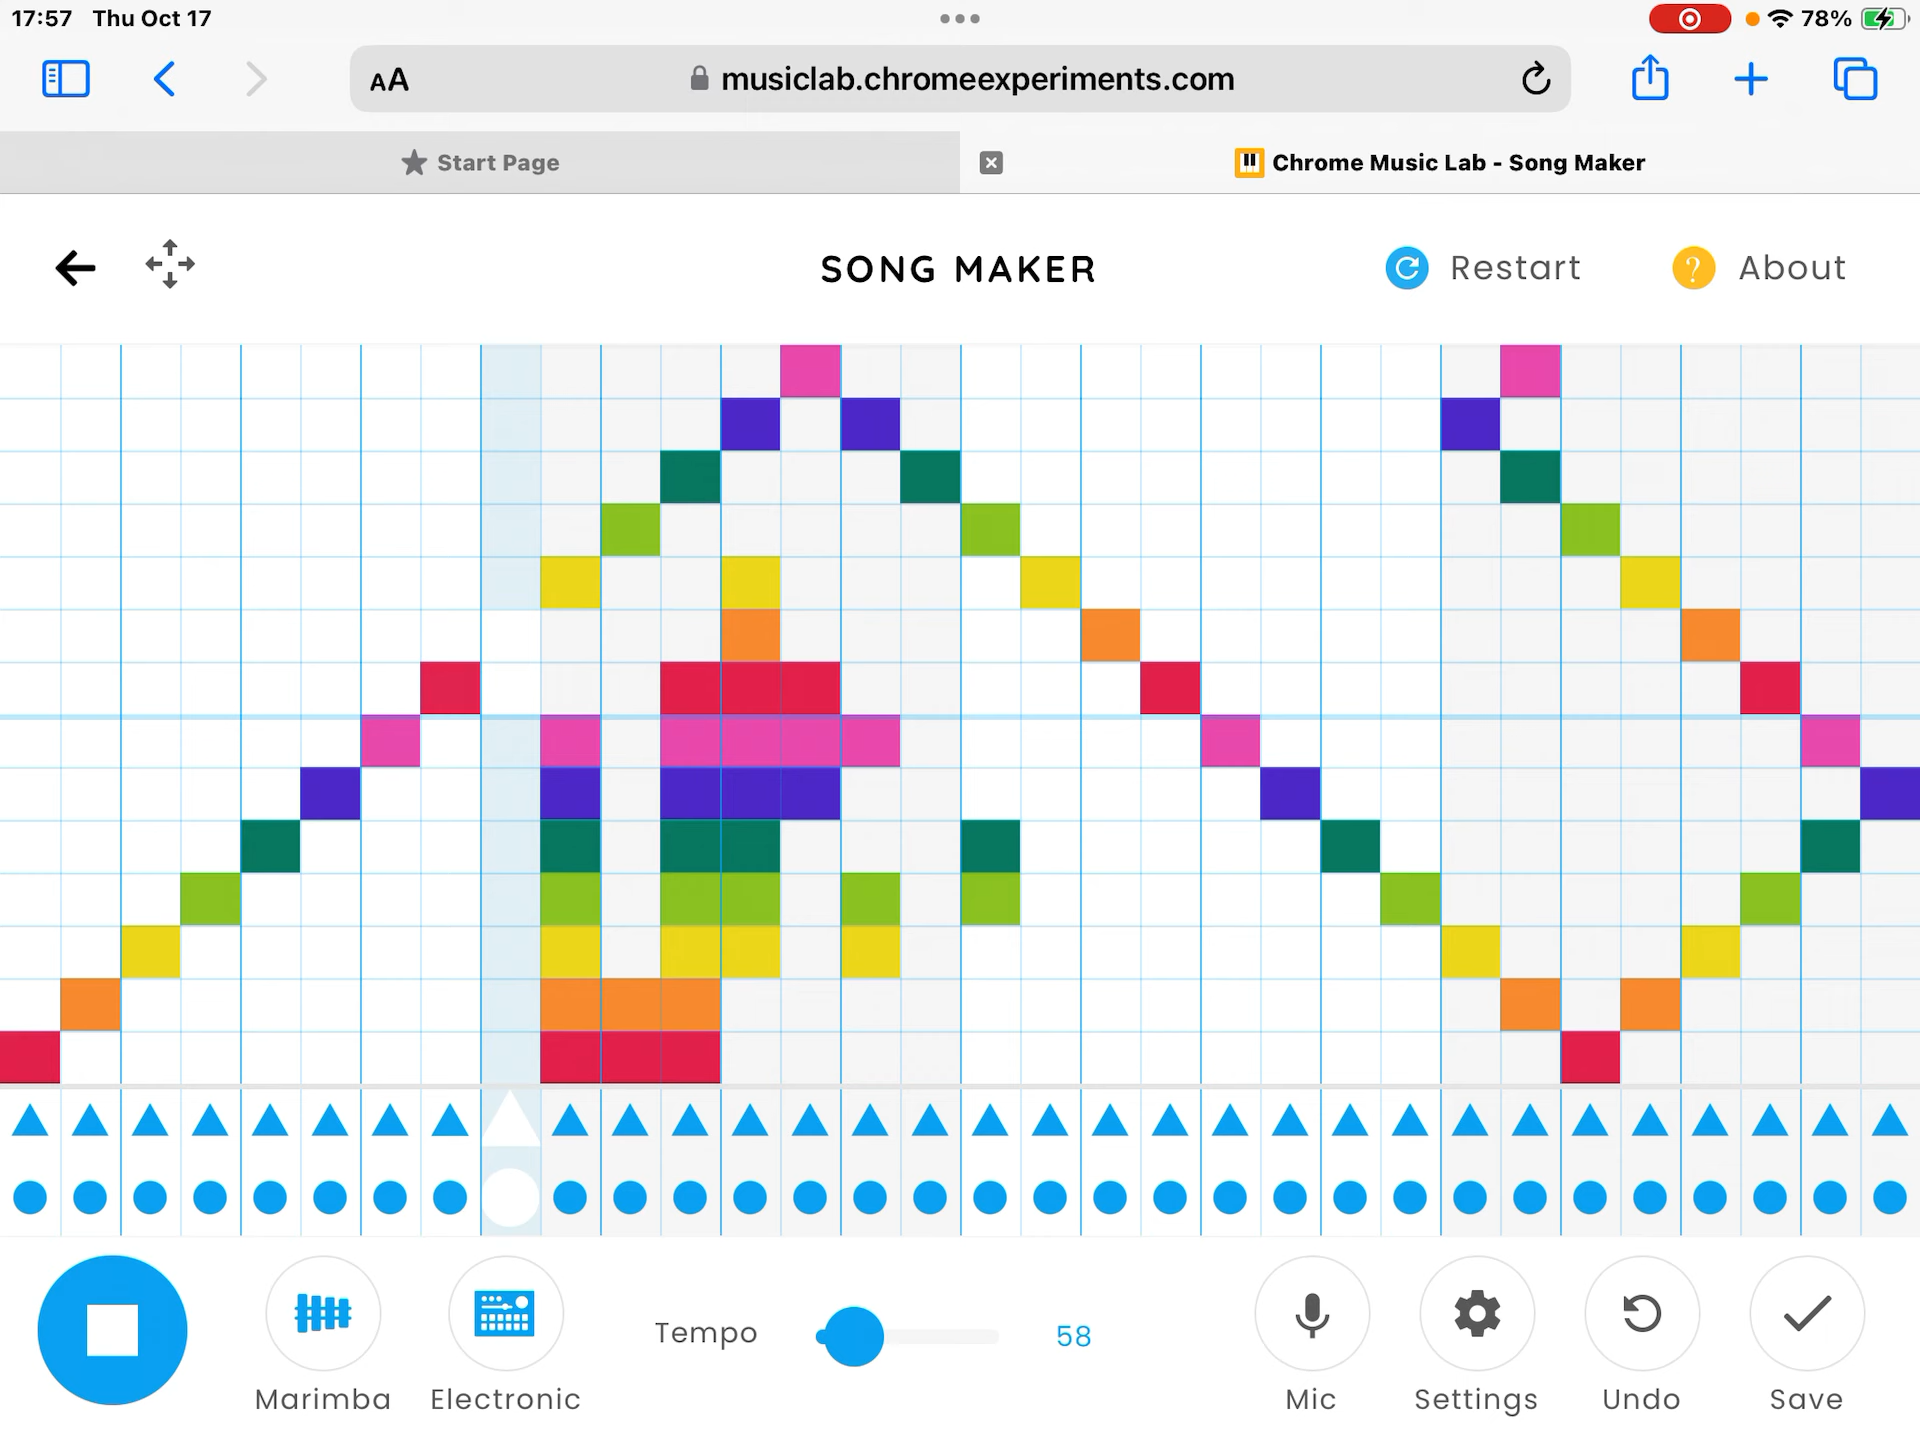 17:57 Thu Oct 17
78%
AA
musiclab.chromeexperiments.com
Start Page
Chrome Music Lab - Song Maker
SONG MAKER
Restart
? About
Tempo
58
Marimba
Electronic
Mic
Settings
Undo
Save